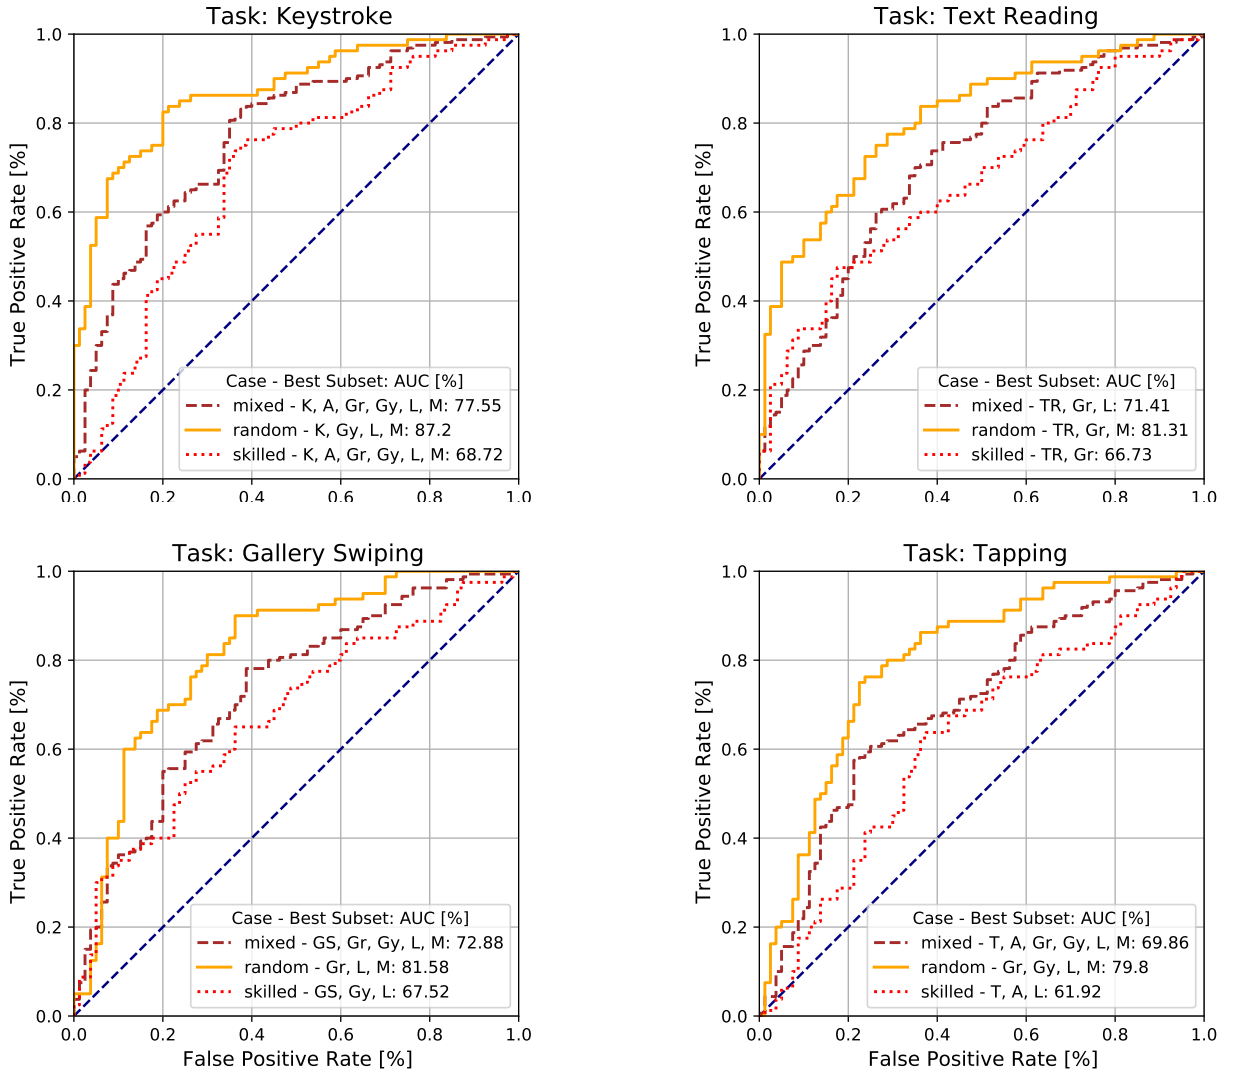 Task: Keystroke
True Positive Rate [%]
1.0
0.8
0.6
0.4
0.2
0.0
0.0 0.2 0.4 0.6 0.8 1.0
Case - Best Subset: AUC [%]
mixed - K, A, Gr, Gy, L, M: 77.55
random - K, Gy, L, M: 87.2
skilled - K, A, Gr, Gy, L, M: 68.72
Task: Text Reading
True Positive Rate [%]
1.0
0.8
0.6
0.4
0.2
0.0
0.0 0.2 0.4 0.6 0.8 1.0
Case - Best Subset: AUC [%]
mixed - TR, Gr, L: 71.41
random - TR, Gr, M: 81.31
skilled - TR, Gr: 66.73
Task: Gallery Swiping
True Positive Rate [%]
1.0
0.8
0.6
0.4
0.2
0.0
0.0 0.2 0.4 0.6 0.8 1.0
False Positive Rate [%]
Case - Best Subset: AUC [%]
mixed - GS, Gr, Gy, L, M: 72.88
random - Gr, L, M: 81.58
skilled - GS, Gy, L: 67.52
Task: Tapping
True Positive Rate [%]
1.0
0.8
0.6
0.4
0.2
0.0
0.0 0.2 0.4 0.6 0.8 1.0
False Positive Rate [%]
Case - Best Subset: AUC [%]
mixed - T, A, Gr, Gy, L, M: 69.86
random - Gr, Gy, L, M: 79.8
skilled - T, A, L: 61.92